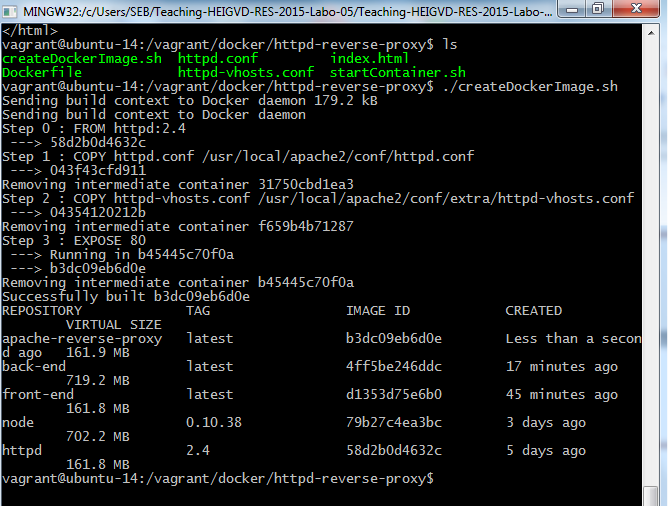 MINGW32:/c/Users/SEB/Teaching-HEIGVD-RES-2015-Labo-05/Teaching-HEIGVD-RES-2015-Labo-...
</html>
vagrant@ubuntu-14:/vagrant/docker/httpd-reverse-proxy$ ls
createDockerImage.sh  httpd.conf         index.html
Dockerfile            httpd-vhosts.conf  startContainer.sh
vagrant@ubuntu-14:/vagrant/docker/httpd-reverse-proxy$ ./createDockerImage.sh
Sending build context to Docker daemon 179.2 kB
Sending build context to Docker daemon
Step 0 : FROM httpd:2.4
 ---> 58d2b0d4632c
Step 1 : COPY httpd.conf /usr/local/apache2/conf/httpd.conf
 ---> 043f43cfd911
Removing intermediate container 31750cbd1ea3
Step 2 : COPY httpd-vhosts.conf /usr/local/apache2/conf/extra/httpd-vhosts.conf
 ---> 04354120212b
Removing intermediate container f659b4b71287
Step 3 : EXPOSE 80
 ---> Running in b45445c70f0a
 ---> b3dc09eb6d0e
Removing intermediate container b45445c70f0a
Successfully built b3dc09eb6d0e
REPOSITORY             TAG                 IMAGE ID            CREATED
        VIRTUAL SIZE
apache-reverse-proxy   latest              b3dc09eb6d0e        Less than a secon
d ago   161.9 MB
back-end               latest              4ff5be246ddc        17 minutes ago
        719.2 MB
front-end              latest              d1353d75e6b0        45 minutes ago
        161.8 MB
node                   0.10.38             79b27c4ea3bc        3 days ago
        702.2 MB
httpd                  2.4                 58d2b0d4632c        5 days ago
        161.8 MB
vagrant@ubuntu-14:/vagrant/docker/httpd-reverse-proxy$